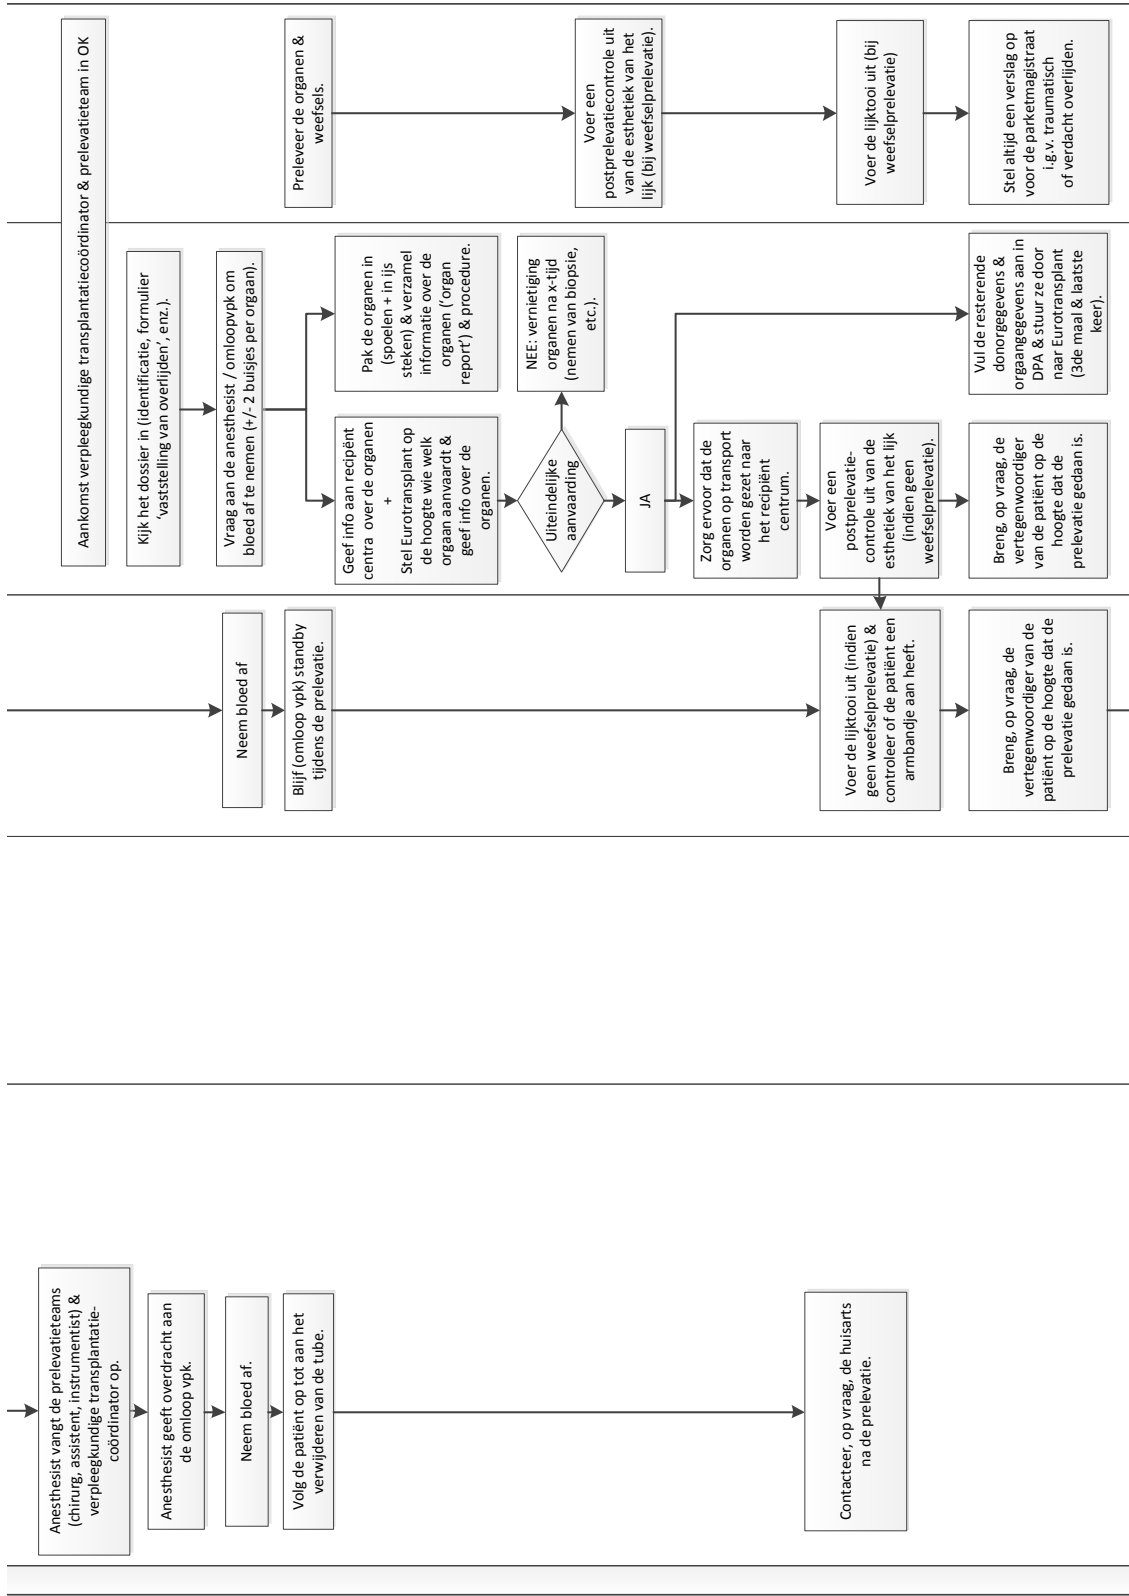 Aankomst verpleegkundige transplantatiecoördinator & prelevatieteam in OK
Preleveer de organen &
weefsels.
Voer een
postprelevatiecontrole uit
van de esthetiek van het
lijk (bij weefselprelevatie).
Voer de lijktooi uit (bij
weefselprelevatie)
Stel altijd een verslag op
voor de parketmagistraat
i.g.v. traumatisch
of verdacht overlijden.
Kijk het dossier in (identificatie, formulier
‘vaststelling van overlijden’, enz.).
Vraag aan de anesthesist / omloopvpk om
bloed af te nemen (+/- 2 buisjes per orgaan).
Pak de organen in
(spoelen + in ijs
steken) & verzamel
informatie over de
organen (‘organ
report’) & procedure.
Geef info aan recipiënt
centra over de organen
+
Stel Eurotransplant op
de hoogte wie welk
orgaan aanvaardt &
geef info over de
organen.
NEE: vernietiging
organen na x-tijd
(nemen van biopsie,
etc.).
Uiteindelijke
aanvaarding
JA
Zorg ervoor dat de
organen op transport
worden gezet naar
het recipiënt
centrum.
Voer een
postprelevatie-
controle uit van de
esthetiek van het lijk
(indien geen
weefselprelevatie).
Vul de resterende
donorgegevens &
orgaangegevens aan in
DPA & stuur ze door
naar Eurotransplant
(3de maal & laatste
keer).
Breng, op vraag, de
vertegenwoordiger
van de patiënt op de
hoogte dat de
prelevatie gedaan is.
Neem bloed af
Blijf (omloop vpk) standby
tijdens de prelevatie.
Voer de lijktooi uit (indien
geen weefselprelevatie) &
controleer of de patiënt een
armbandje aan heeft.
Breng, op vraag, de
vertegenwoordiger van de
patiënt op de hoogte dat de
prelevatie gedaan is.
Anesthesist vangt de prelevatieteams
(chirurg, assistent, instrumentist) &
verpleegkundige transplantatie-
coördinator op.
Anesthesist geeft overdracht aan
de omloop vpk.
Neem bloed af.
Volg de patiënt op tot aan het
verwijderen van de tube.
Contacteer, op vraag, de huisarts
na de prelevatie.